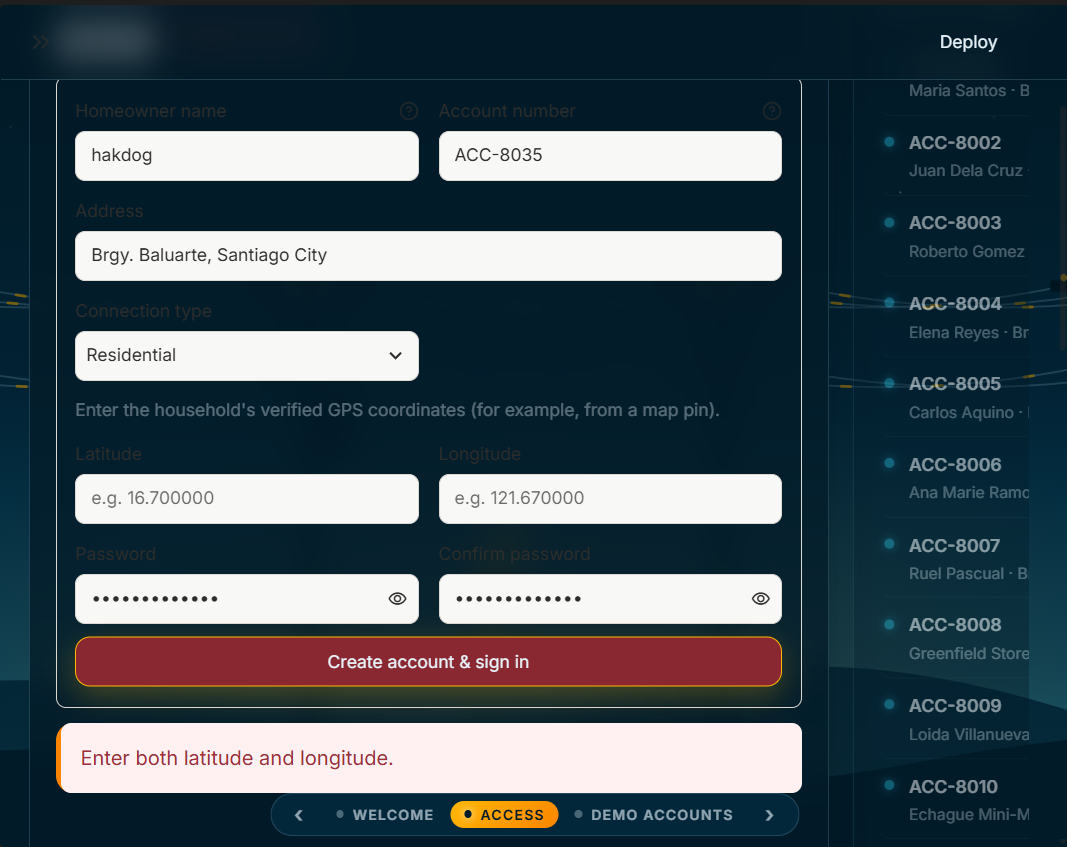 Deploy
Homeowner name
Account number
hakdog
ACC-8035
Address
Brgy. Baluarte, Santiago City
Connection type
Residential
Enter the household's verified GPS coordinates (for example, from a map pin).
Latitude
Longitude
e.g. 16.700000
e.g. 121.670000
Password
Confirm password
•••••••••••••
•••••••••••••
Create account & sign in
Enter both latitude and longitude.
WELCOME
ACCESS
DEMO ACCOUNTS
Maria Santos · B
ACC-8002
Juan Dela Cruz ·
ACC-8003
Roberto Gomez
ACC-8004
Elena Reyes · Br
ACC-8005
Carlos Aquino ·
ACC-8006
Ana Marie Ramo
ACC-8007
Ruel Pascual · B
ACC-8008
Greenfield Store
ACC-8009
Loida Villanueva
ACC-8010
Echague Mini-M